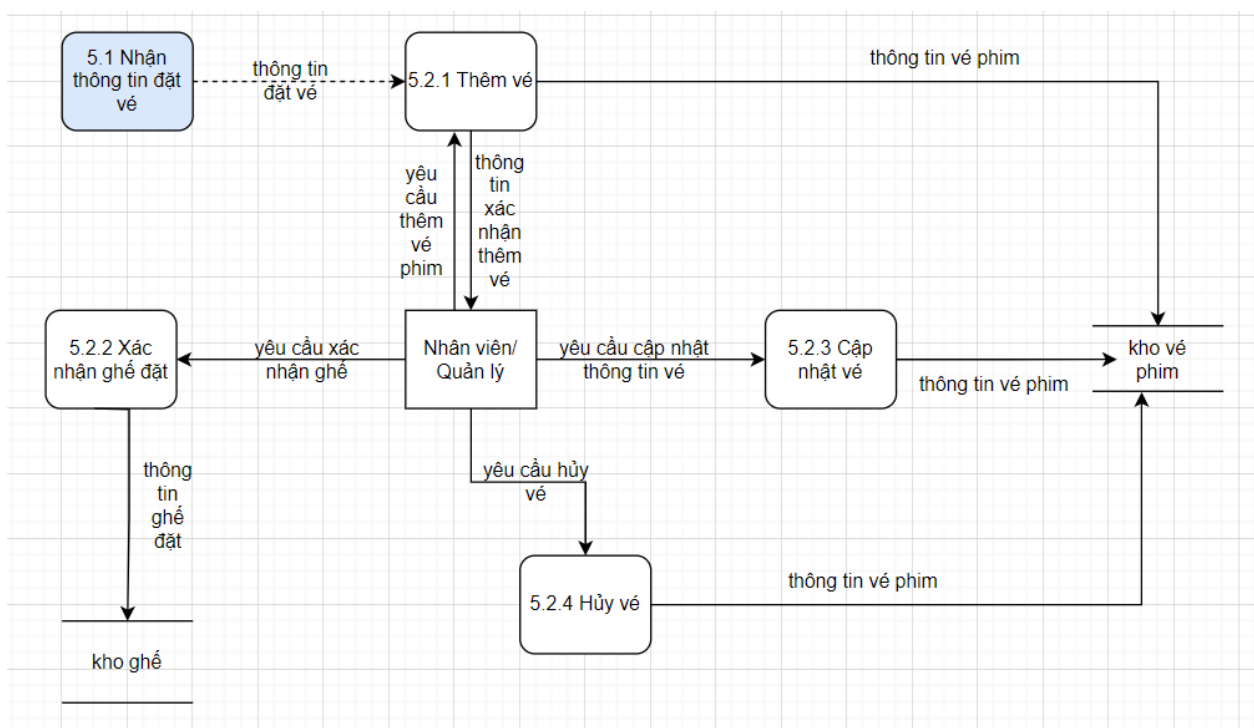 5.1 Nhận
thông tin đặt
vé
thông tin
đặt vé
5.2.1 Thêm vé
thông tin vé phim
yêu
cầu
thêm
vé
phim
thông
tin
xác
nhận
thêm
vé
5.2.2 Xác
nhận ghế đặt
yêu cầu xác
nhận ghế
Nhân viên/
Quản lý
yêu cầu cập nhật
thông tin vé
5.2.3 Cập
nhật vé
thông tin vé phim
kho vé
phim
thông
tin
ghế
đặt
yêu cầu hủy
vé
5.2.4 Hủy vé
thông tin vé phim
kho ghế